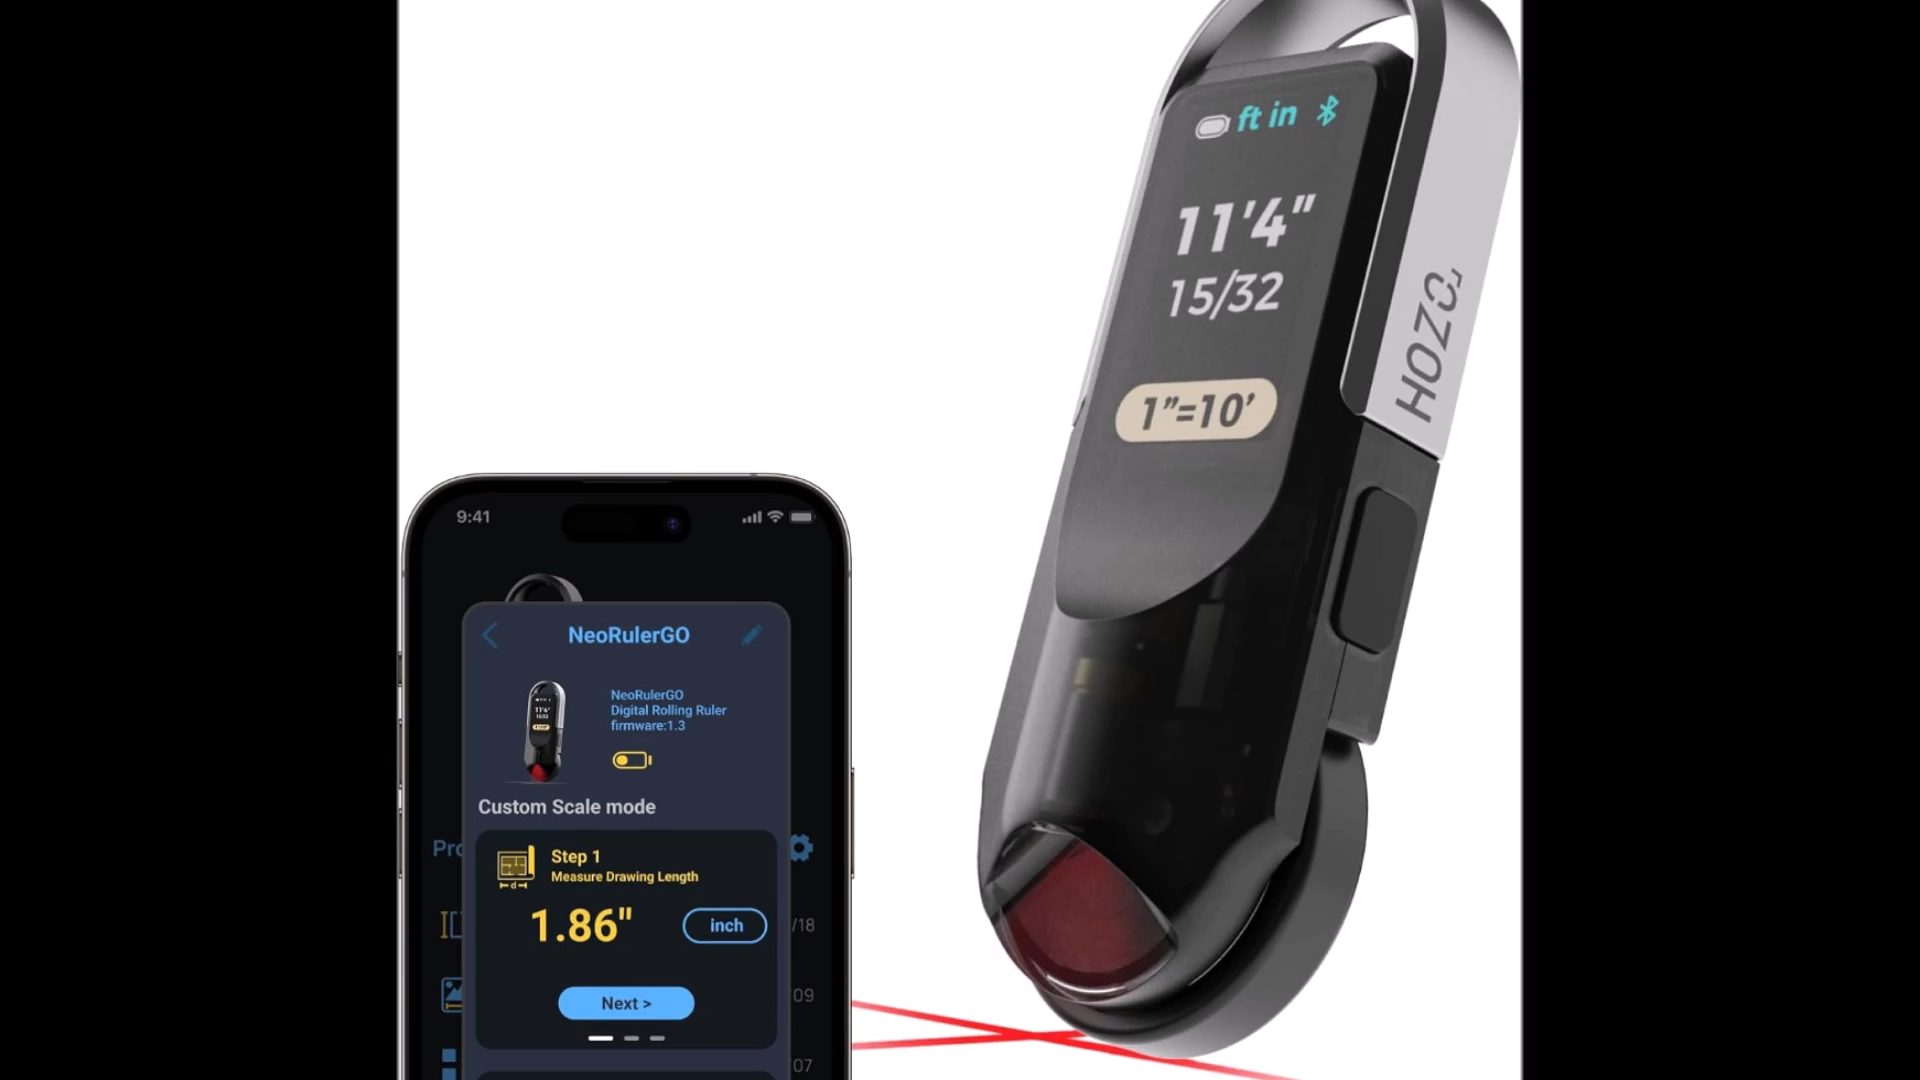 ft in
11'4"
15/32
1"=10'
HOZO
9:41
NeoRulerGO
NeoRulerGO
Digital Rolling Ruler
firmware:1.3
Custom Scale mode
Pro
Step 1
Measure Drawing Length
d
1.86"
inch
/18
Next >
/09
/07